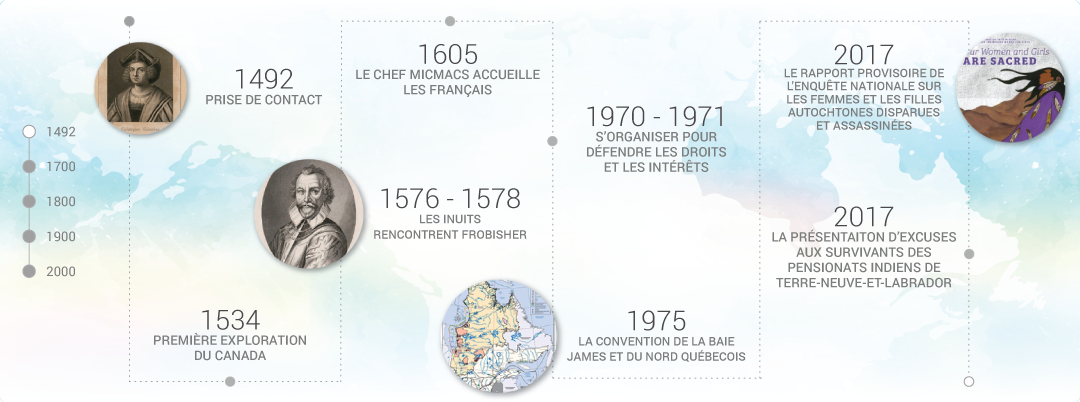 1492
1700
1800
1900
2000
1492
PRISE DE CONTACT
1534
PREMIÈRE EXPLORATION
DU CANADA
1576 - 1578
LES INUITS
RENCONTRENT FROBISHER
1605
LE CHEF MICMACS ACCUEILLE
LES FRANÇAIS
1970 - 1971
S'ORGANISER POUR
DÉFENDRE LES DROITS
ET LES INTÉRÊTS
1975
LA CONVENTION DE LA BAIE
JAMES ET DU NORD QUÉBECOIS
2017
LE RAPPORT PROVISOIRE DE
L'ENQUÊTE NATIONALE SUR
LES FEMMES ET LES FILLES
AUTOCHTONES DISPARUES
ET ASSASSINÉES
ur Women and Girls
ARE SACRED
2017
LA PRÉSENTAITON D'EXCUSES
AUX SURVIVANTS DES
PENSIONATS INDIENS DE
TERRE-NEUVE-ET-LABRADOR